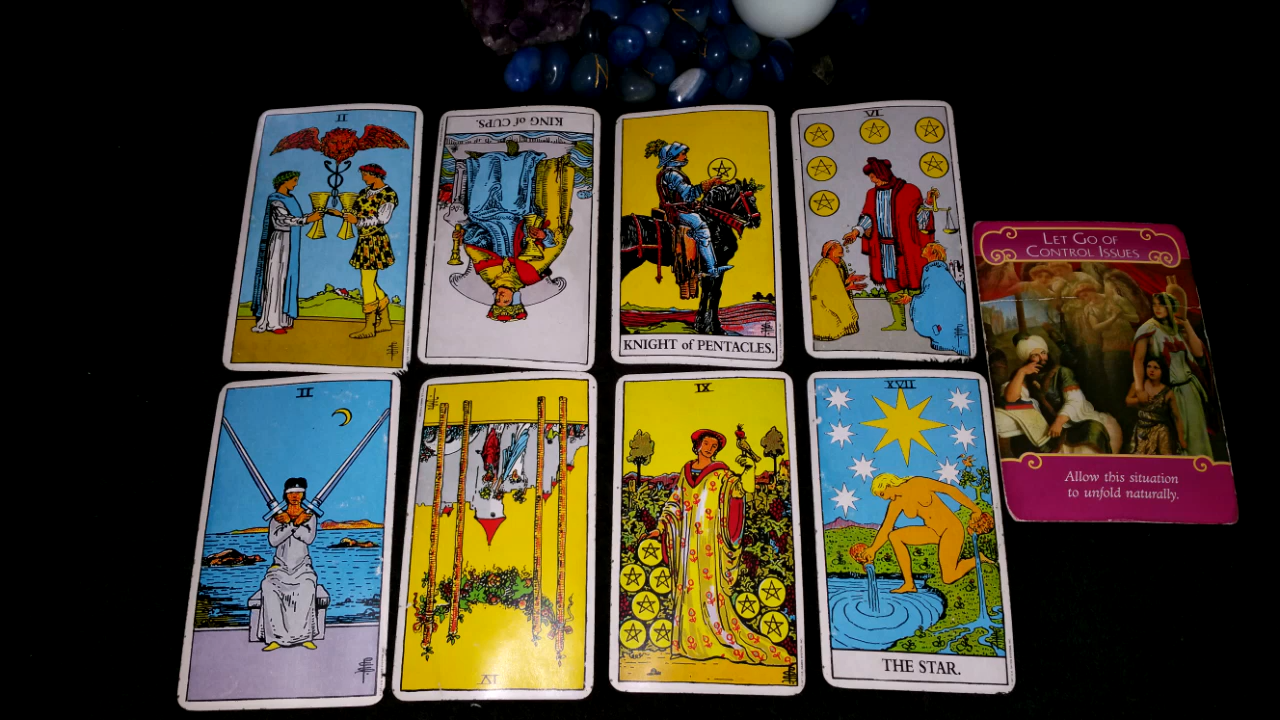 II
KING of CUPS.
KNIGHT of PENTACLES.
VI
LET GO OF
CONTROL ISSUES
Allow this situation
to unfold naturally.
II
IV
IX
XVII
THE STAR.